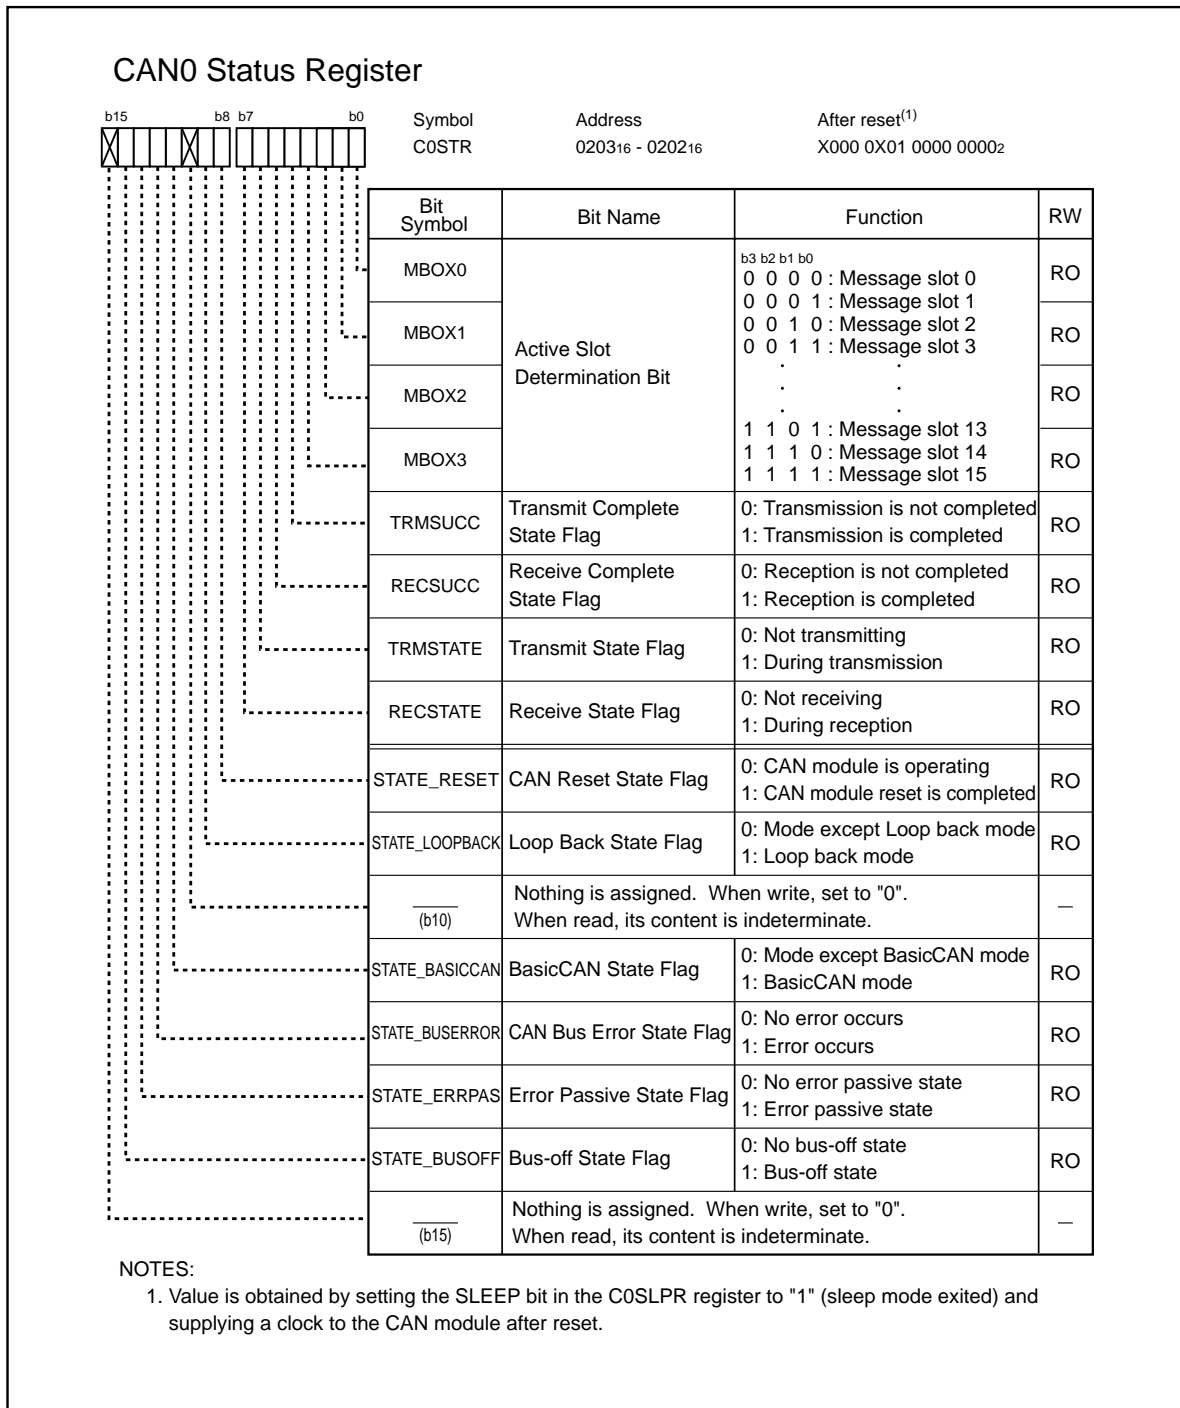 CAN0 Status Register
b15 b8 b7 b0
Symbol Address After reset(1)
C0STR 020316 - 020216 X000 0X01 0000 00002
Bit Symbol Bit Name Function RW
MBOX0
MBOX1
MBOX2
MBOX3
Active Slot
Determination Bit
b3 b2 b1 b0
0 0 0 0 : Message slot 0
0 0 0 1 : Message slot 1
0 0 1 0 : Message slot 2
0 0 1 1 : Message slot 3
. .
. .
. .
1 1 0 1 : Message slot 13
1 1 1 0 : Message slot 14
1 1 1 1 : Message slot 15
RO
RO
RO
RO
TRMSUCC
Transmit Complete
State Flag
0: Transmission is not completed
1: Transmission is completed
RO
RECSUCC
Receive Complete
State Flag
0: Reception is not completed
1: Reception is completed
RO
TRMSTATE
Transmit State Flag
0: Not transmitting
1: During transmission
RO
RECSTATE
Receive State Flag
0: Not receiving
1: During reception
RO
STATE_RESET
CAN Reset State Flag
0: CAN module is operating
1: CAN module reset is completed
RO
STATE_LOOPBACK
Loop Back State Flag
0: Mode except Loop back mode
1: Loop back mode
RO
(b10)
Nothing is assigned. When write, set to "0".
When read, its content is indeterminate.
—
STATE_BASICCAN
BasicCAN State Flag
0: Mode except BasicCAN mode
1: BasicCAN mode
RO
STATE_BUSERROR
CAN Bus Error State Flag
0: No error occurs
1: Error occurs
RO
STATE_ERRPAS
Error Passive State Flag
0: No error passive state
1: Error passive state
RO
STATE_BUSOFF
Bus-off State Flag
0: No bus-off state
1: Bus-off state
RO
(b15)
Nothing is assigned. When write, set to "0".
When read, its content is indeterminate.
—
NOTES:
1. Value is obtained by setting the SLEEP bit in the C0SLPR register to "1" (sleep mode exited) and
supplying a clock to the CAN module after reset.